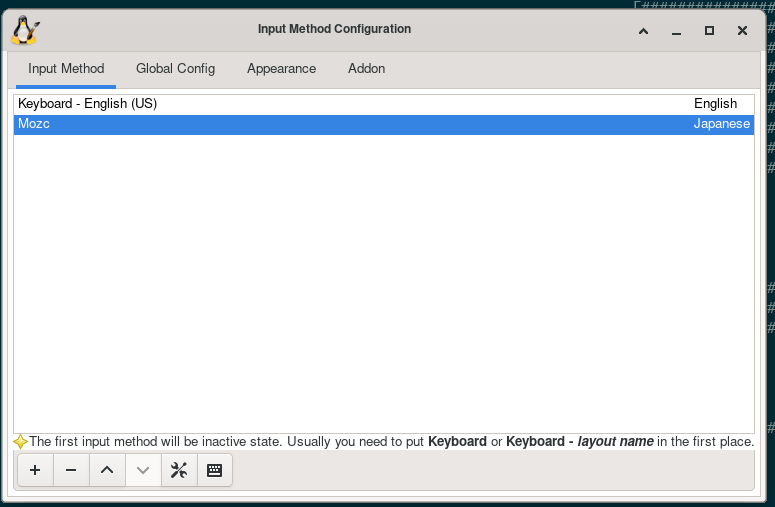 Input Method Configuration
Input Method Global Config Appearance Addon
Keyboard - English (US) English
Mozc Japanese
The first input method will be inactive state. Usually you need to put Keyboard or Keyboard - layout name in the first place.